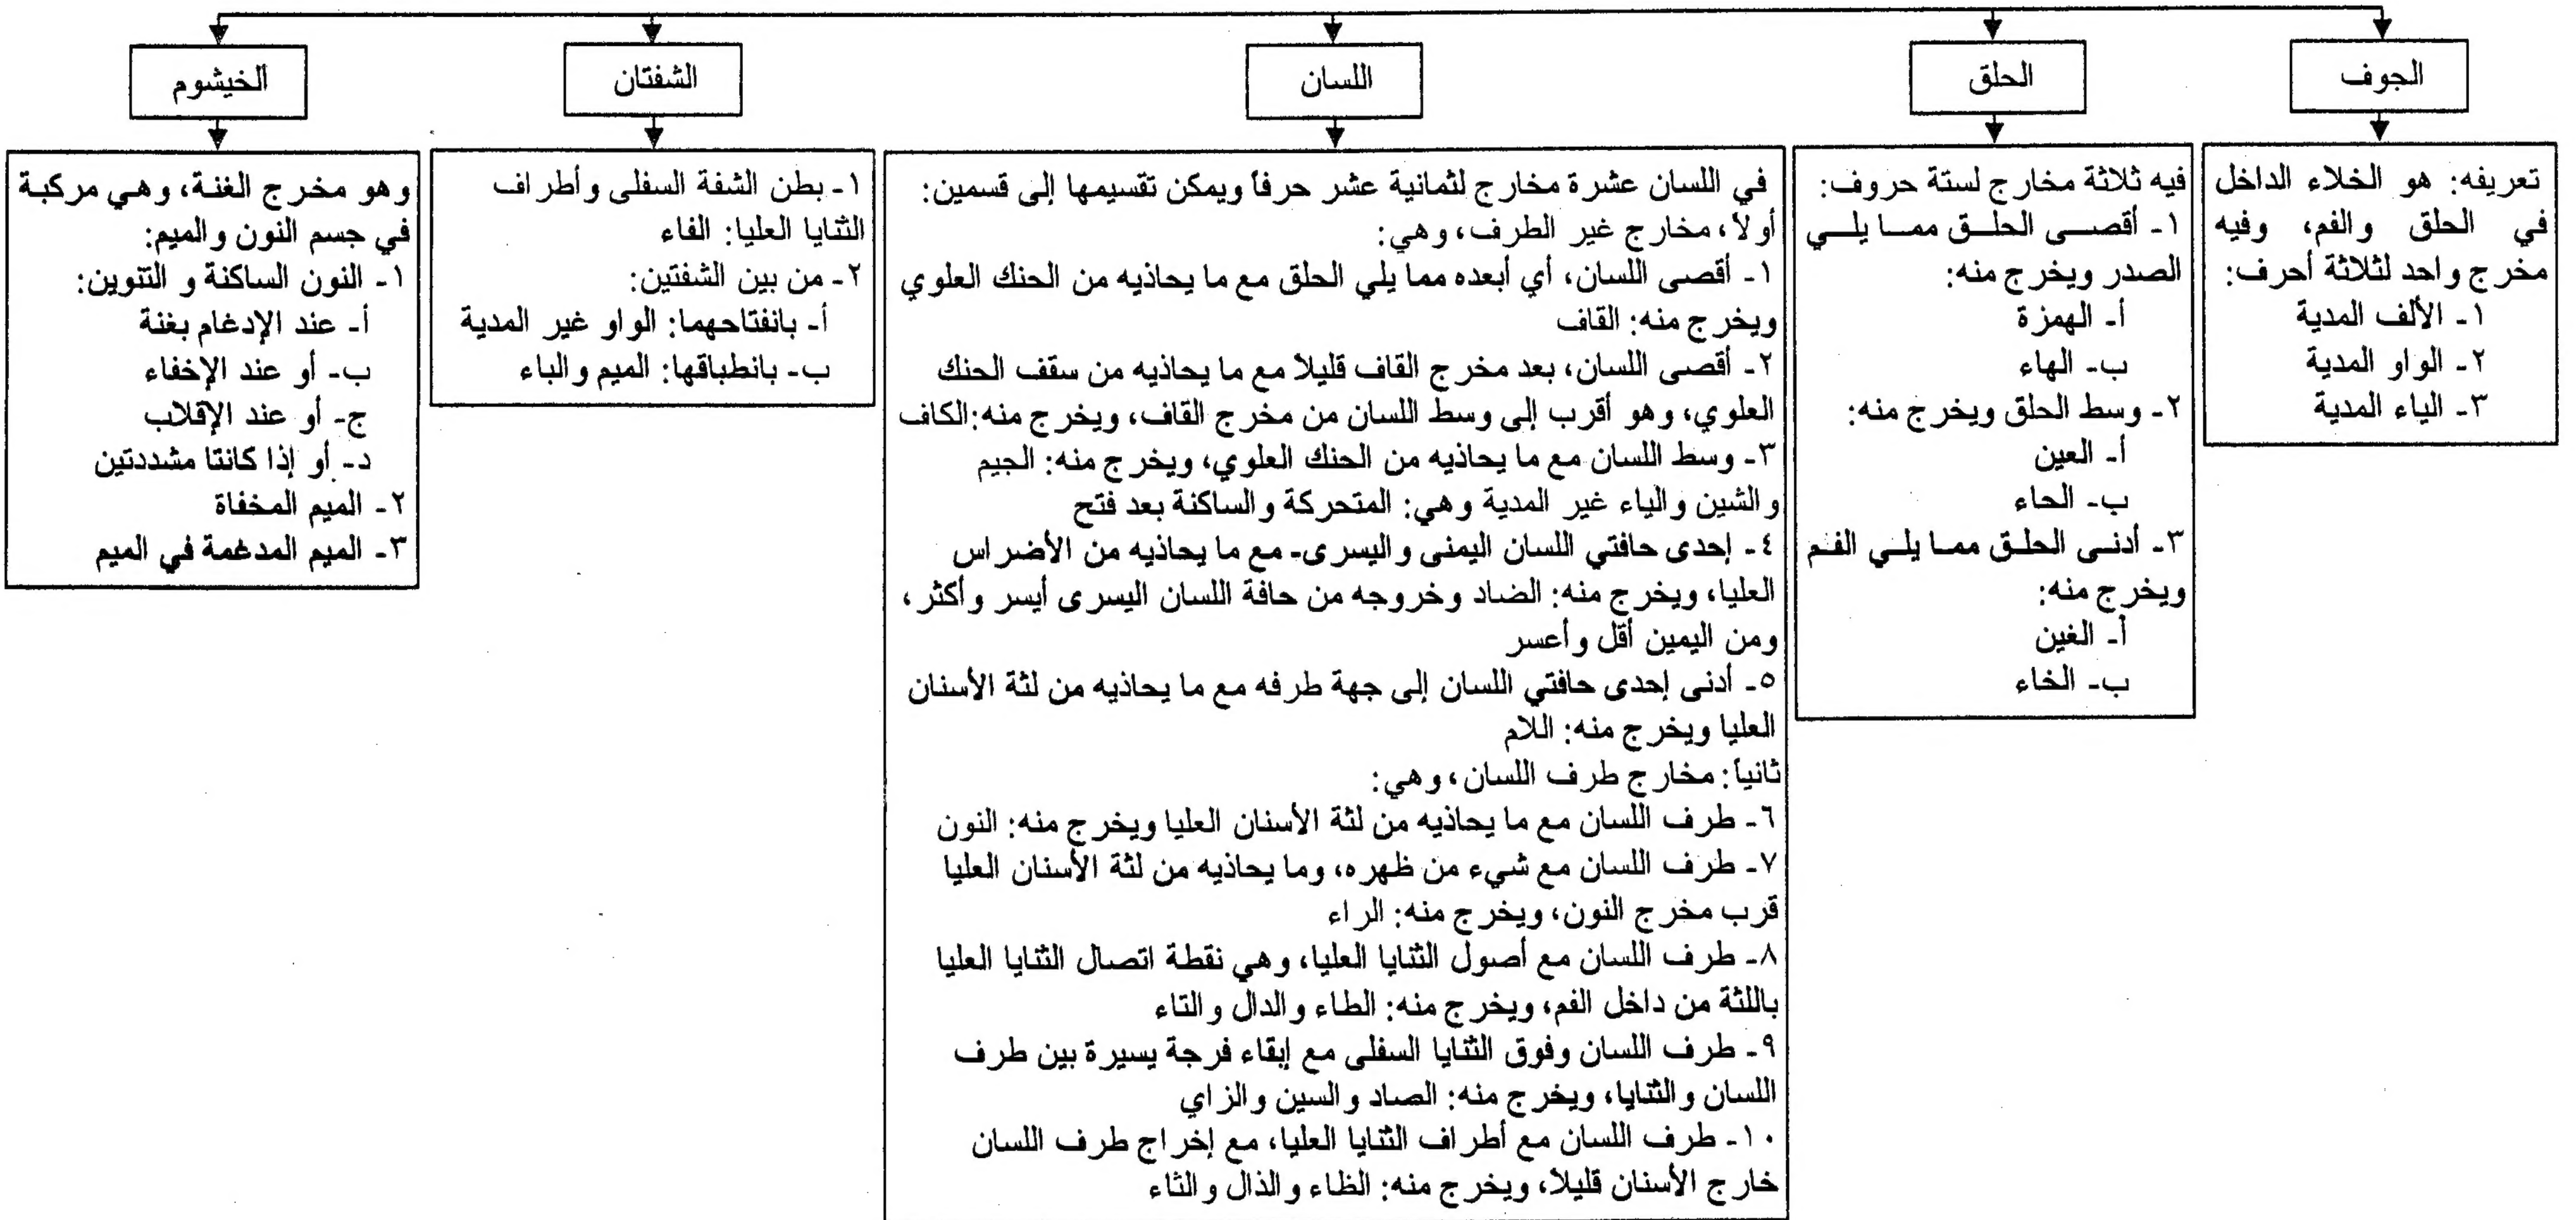 الجوف
تعريفه: هو الخلاء الداخل
في الحلق والفم، وفيه
مخرج واحد لثلاثة أحرف:
١- الألف المدية
٢- الواو المدية
٣- الياء المدية
الحلق
فيه ثلاثة مخارج لستة حروف:
١- أقصى الحلق مما يلي
الصدر ويخرج منه:
أ- الهمزة
ب- الهاء
٢- وسط الحلق ويخرج منه:
أ- العين
ب- الحاء
٣- أدنى الحلق مما يلي الفم
ويخرج منه:
أ- الغين
ب- الخاء
اللسان
في اللسان عشرة مخارج لثمانية عشر حرفاً ويمكن تقسيمها إلى قسمين:
أولاً، مخارج غير الطرف، وهي:
١- أقصى اللسان، أي أبعده مما يلي الحلق مع ما يحاذيه من الحنك العلوي
ويخرج منه: القاف
٢- أقصى اللسان، بعد مخرج القاف قليلاً مع ما يحاذيه من سقف الحنك
العلوي، وهو أقرب إلى وسط اللسان من مخرج القاف، ويخرج منه:الكاف
٣- وسط اللسان مع ما يحاذيه من الحنك العلوي، ويخرج منه: الجيم
والشين والياء غير المدية وهي: المتحركة والساكنة بعد فتح
٤- إحدى حافتي اللسان اليمنى واليسرى- مع ما يحاذيه من الأضراس
العليا، ويخرج منه: الضاد وخروجه من حافة اللسان اليسرى أيسر وأكثر،
ومن اليمين أقل وأعسر
٥- أدنى إحدى حافتي اللسان إلى جهة طرفه مع ما يحاذيه من لثة الأسنان
العليا ويخرج منه: اللام
ثانياً: مخارج طرف اللسان، وهي:
٦- طرف اللسان مع ما يحاذيه من لثة الأسنان العليا ويخرج منه: النون
٧- طرف اللسان مع شيء من ظهره، وما يحاذيه من لثة الأسنان العليا
قرب مخرج النون، ويخرج منه: الراء
٨- طرف اللسان مع أصول الثنايا العليا، وهي نقطة اتصال الثنايا العليا
باللثة من داخل الفم، ويخرج منه: الطاء والدال والتاء
٩- طرف اللسان وفوق الثنايا السفلى مع إبقاء فرجة يسيرة بين طرف
اللسان والثنايا، ويخرج منه: الصاد والسين والزاي
١٠- طرف اللسان مع أطراف الثنايا العليا، مع إخراج طرف اللسان
خارج الأسنان قليلاً، ويخرج منه: الظاء والذال والثاء
الشفتان
١- بطن الشفة السفلى وأطراف
الثنايا العليا: الفاء
٢- من بين الشفتين:
أ- بانفتاحهما: الواو غير المدية
ب- بانطباقها: الميم والباء
الخيشوم
وهو مخرج الغنة، وهي مركبة
في جسم النون والميم:
١- النون الساكنة و التنوين:
أ- عند الإدغام بغنة
ب- أو عند الإخفاء
ج- أو عند الإقلاب
د- أو إذا كانتا مشددتين
٢- الميم المخفاة
٣- الميم المدغمة في الميم